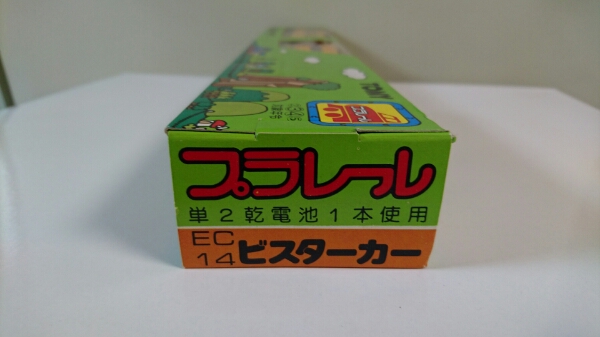 プラレール
単2乾電池1本使用
EC
14
ビスターカー